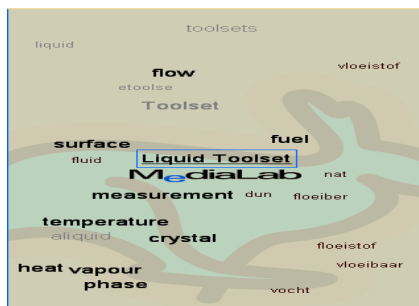 toolsets
liquid
vloeistof
flow
etoolse
Toolset
surface
fuel
fluid
Liquid Toolset
MediaLab
nat
measurement dun floeiber
temperature
aliquid crystal
floeistof
vloeibaar
heat vapour
phase
vocht